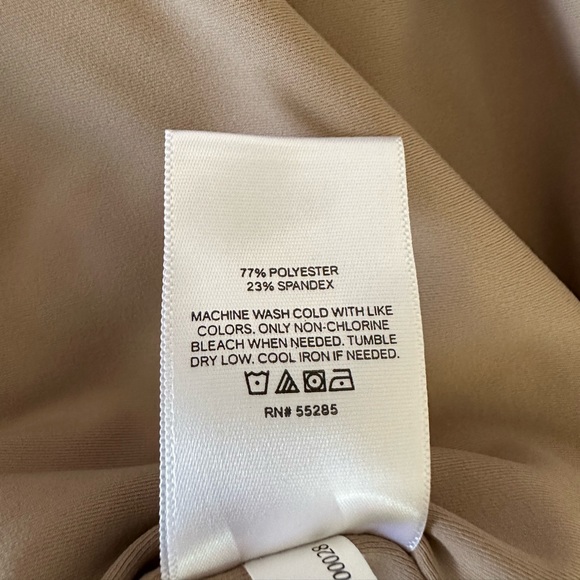 77% POLYESTER
23% SPANDEX
MACHINE WASH COLD WITH LIKE
COLORS. ONLY NON-CHLORINE
BLEACH WHEN NEEDED. TUMBLE
DRY LOW. COOL IRON IF NEEDED.
RN# 55285
00028